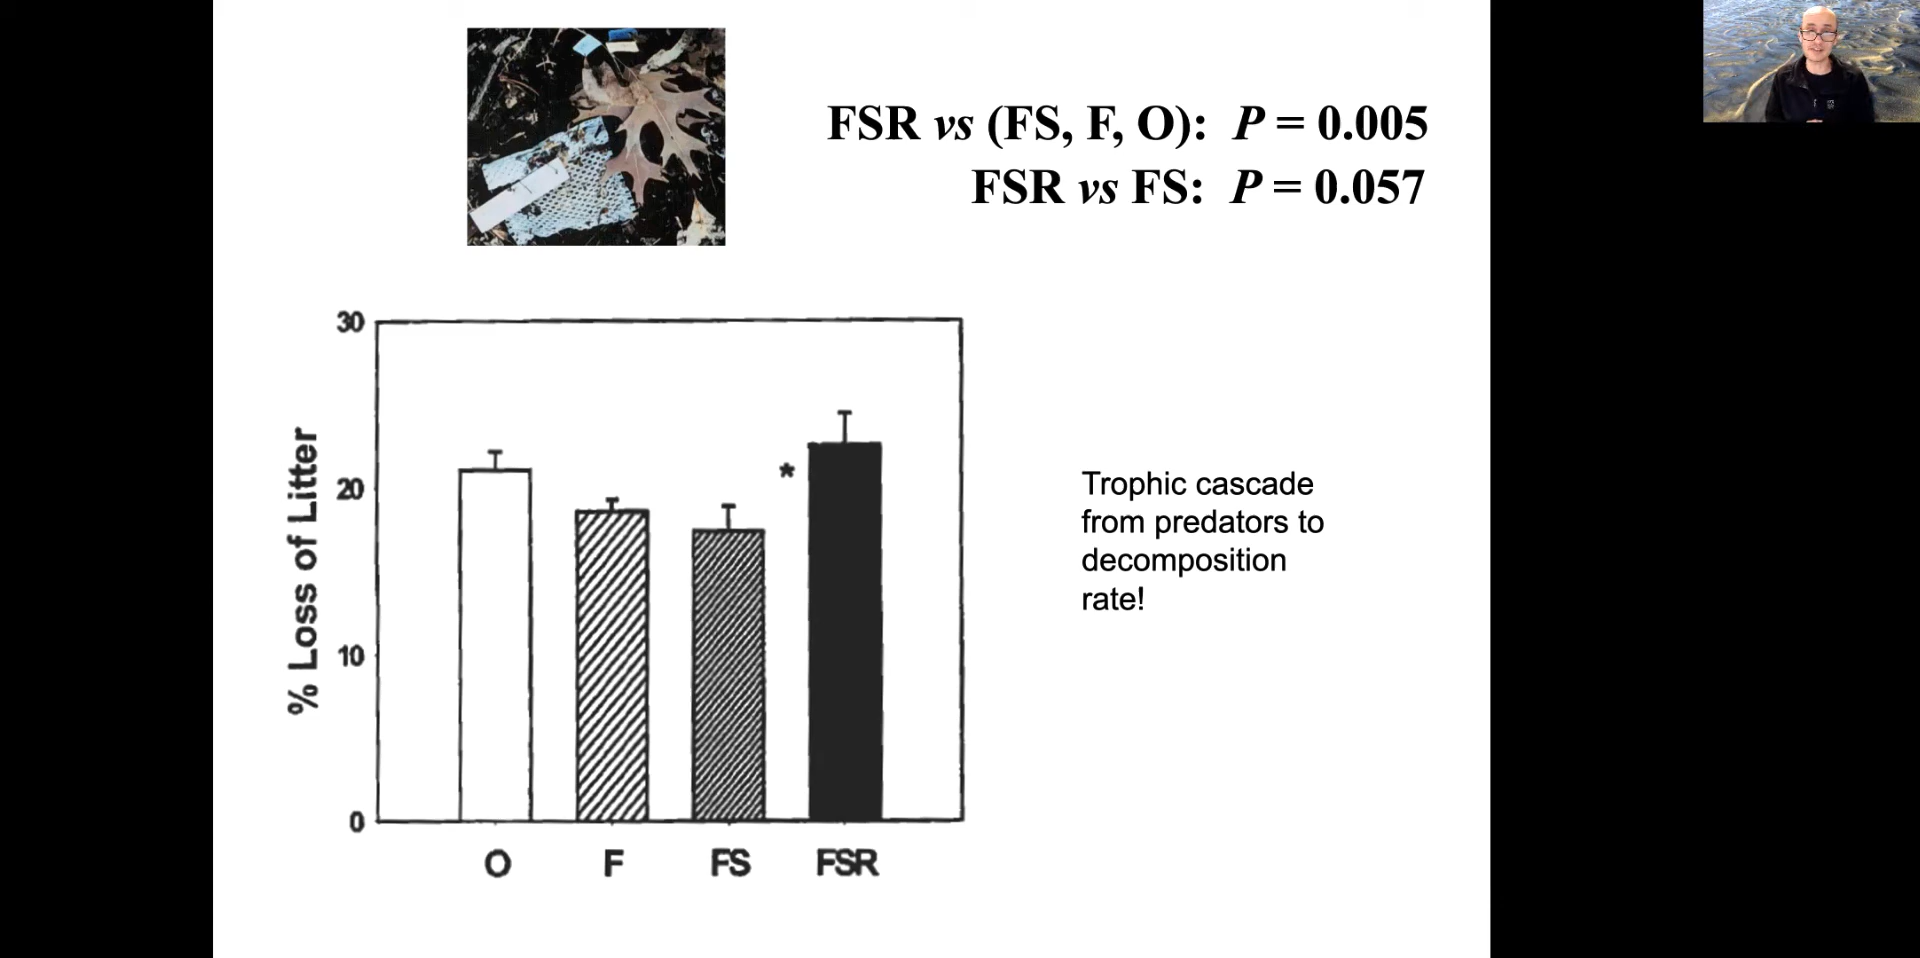 FSR vs (FS, F, O): P = 0.005
FSR vs FS: P = 0.057
30
20
10
0
% Loss of Litter
*
O F FS FSR
Trophic cascade
from predators to
decomposition
rate!